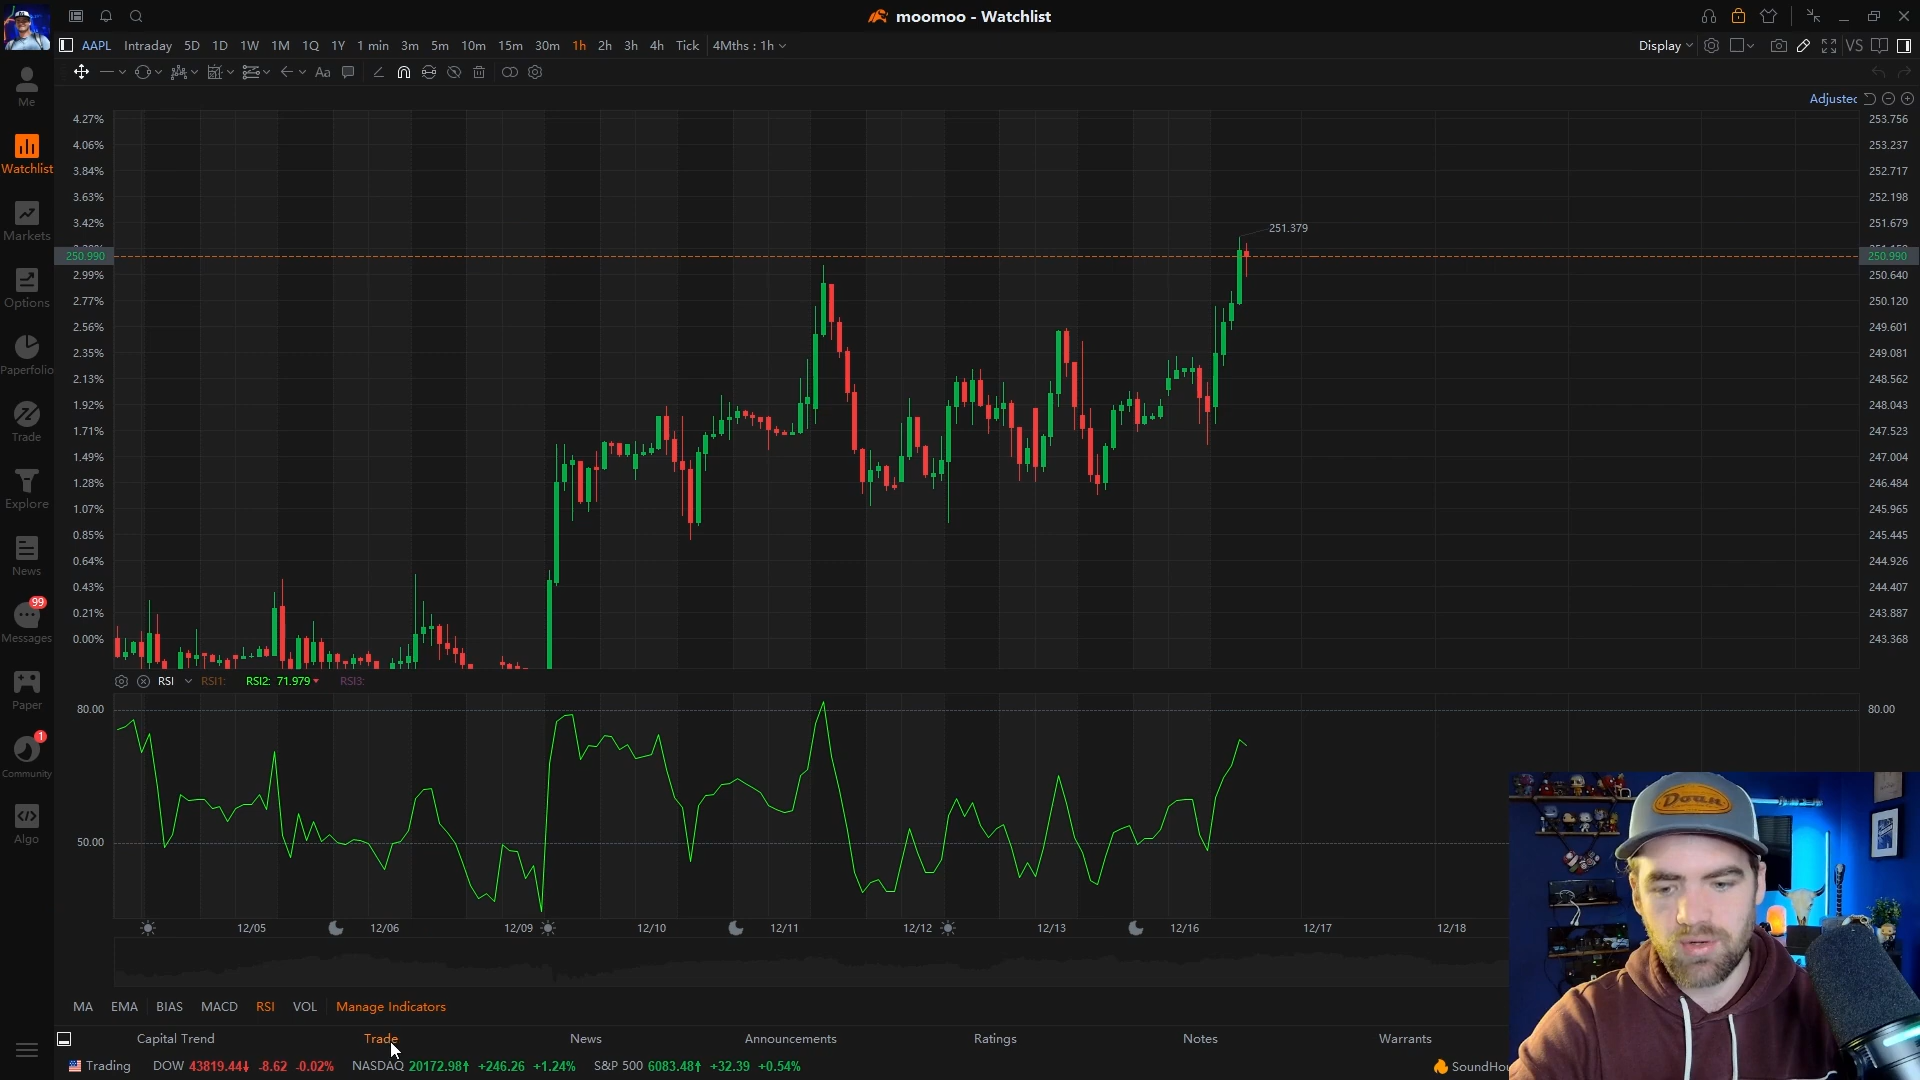 moomoo - Watchlist
AAPL Intraday 5D 1D 1W 1M 1Q 1Y 1 min 3m 5m 10m 15m 30m 1h 2h 3h 4h Tick 4Mths : 1h Display VS
Aa
Me
Watchlist
Markets
Options
Paperfolio
Trade
Explore
News
99
Messages
Paper
1
Community
Algo
Adjusted
4.27% 253.756
4.06% 253.237
3.84% 252.717
3.63% 252.198
3.42% 251.679
251.379
250.990 250.990
2.99% 250.640
2.77% 250.120
2.56% 249.601
2.35% 249.081
2.13% 248.562
1.92% 248.043
1.71% 247.523
1.49% 247.004
1.28% 246.484
1.07% 245.965
0.85% 245.445
0.64% 244.926
0.43% 244.407
0.21% 243.887
0.00% 243.368
RSI RSI1: RSI2: 71.979 RSI3:
80.00 80.00
50.00
12/05 12/06 12/09 12/10 12/11 12/12 12/13 12/16 12/17 12/18
MA EMA BIAS MACD RSI VOL Manage Indicators
Capital Trend Trade News Announcements Ratings Notes Warrants
Trading DOW 43819.44 -8.62 -0.02% NASDAQ 20172.98 +246.26 +1.24% S&P 500 6083.48 +32.39 +0.54% SoundHou